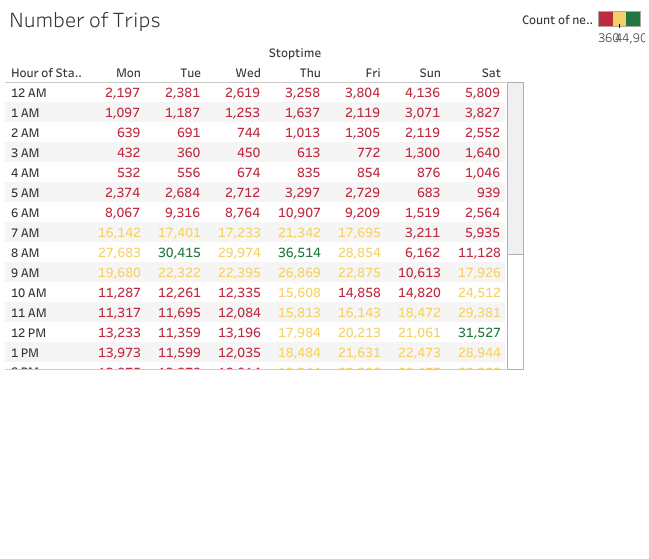 Number of Trips
Count of ne..
Stoptime
Hour of Sta.. Mon Tue Wed Thu Fri Sun Sat
12 AM 2,197 2,381 2,619 3,258 3,804 4,136 5,809
1 AM 1,097 1,187 1,253 1,637 2,119 3,071 3,827
2 AM 639 691 744 1,013 1,305 2,119 2,552
3 AM 432 360 450 613 772 1,300 1,640
4 AM 532 556 674 835 854 876 1,046
5 AM 2,374 2,684 2,712 3,297 2,729 683 939
6 AM 8,067 9,316 8,764 10,907 9,209 1,519 2,564
7 AM 16,142 17,401 17,233 21,342 17,695 3,211 5,935
8 AM 27,683 30,415 29,974 36,514 28,854 6,162 11,128
9 AM 19,680 22,322 22,395 26,869 22,875 10,613 17,926
10 AM 11,287 12,261 12,335 15,608 14,858 14,820 24,512
11 AM 11,317 11,695 12,084 15,813 16,143 18,472 29,381
12 PM 13,233 11,359 13,196 17,984 20,213 21,061 31,527
1 PM 13,973 11,599 12,035 18,484 21,631 22,473 28,944